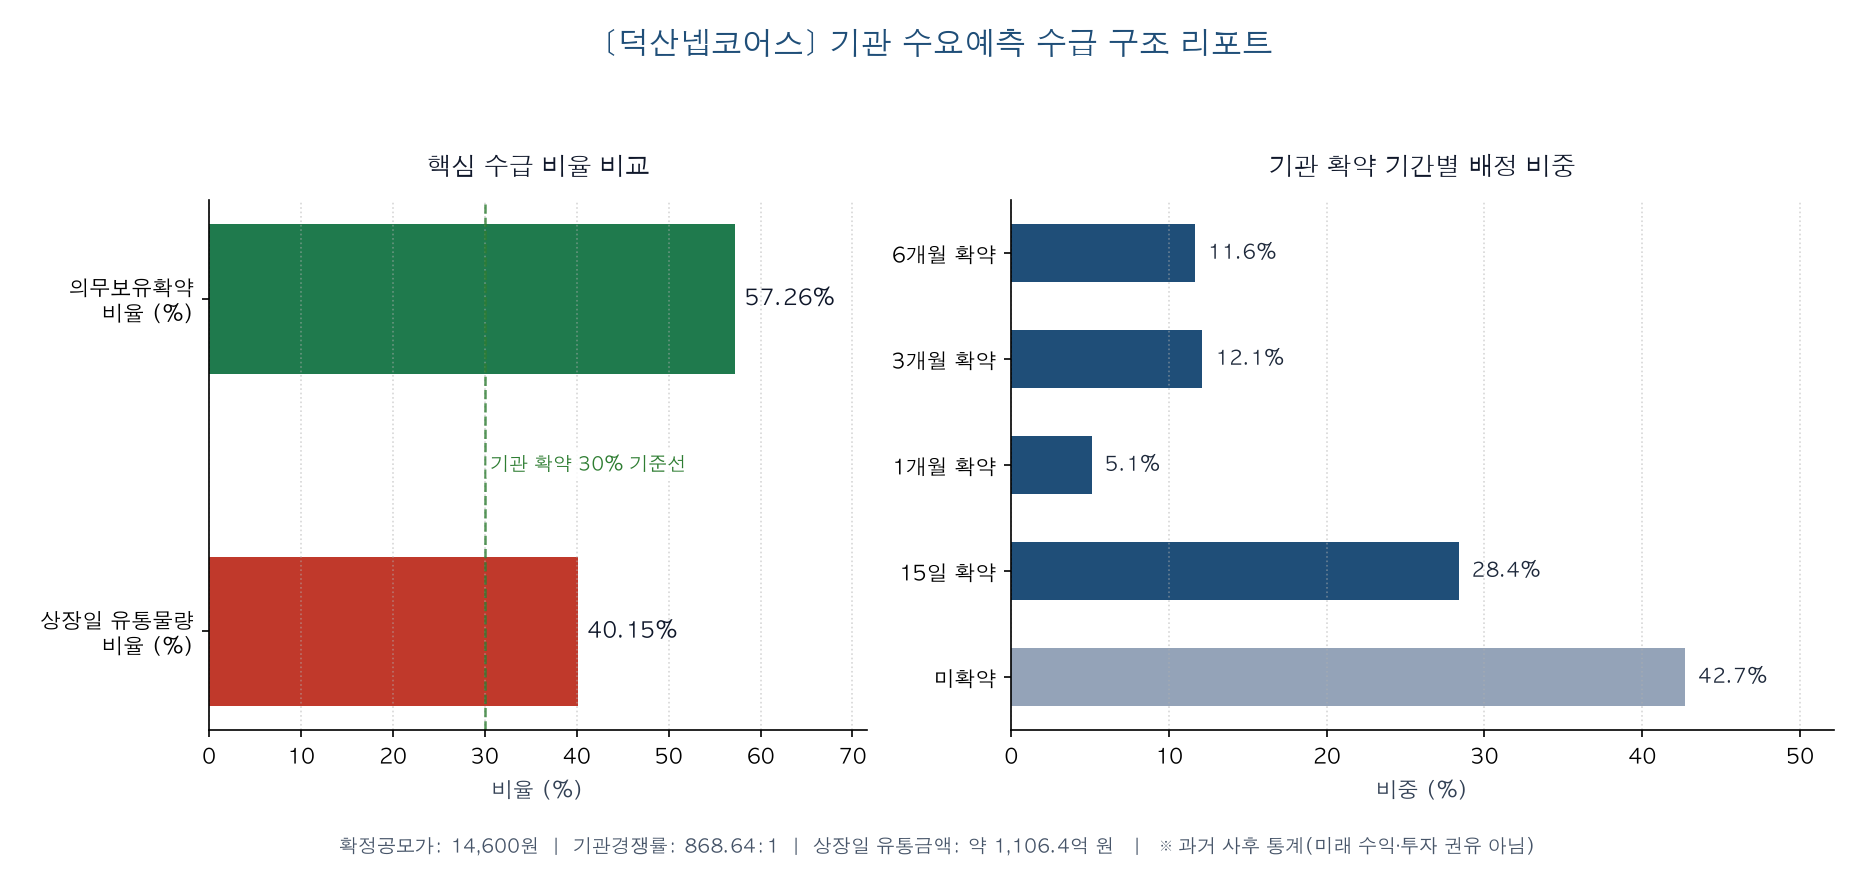 〔덕산넵코어스〕 기관 수요예측 수급 구조 리포트
핵심 수급 비율 비교
의무보유확약
비율 (%)
57.26%
기관 확약 30% 기준선
상장일 유통물량
비율 (%)
40.15%
0 10 20 30 40 50 60 70
비율 (%)
기관 확약 기간별 배정 비중
6개월 확약 11.6%
3개월 확약 12.1%
1개월 확약 5.1%
15일 확약 28.4%
미확약 42.7%
0 10 20 30 40 50
비중 (%)
확정공모가: 14,600원 | 기관경쟁률: 868.64:1 | 상장일 유통금액: 약 1,106.4억 원 | ※ 과거 사후 통계(미래 수익·투자 권유 아님)